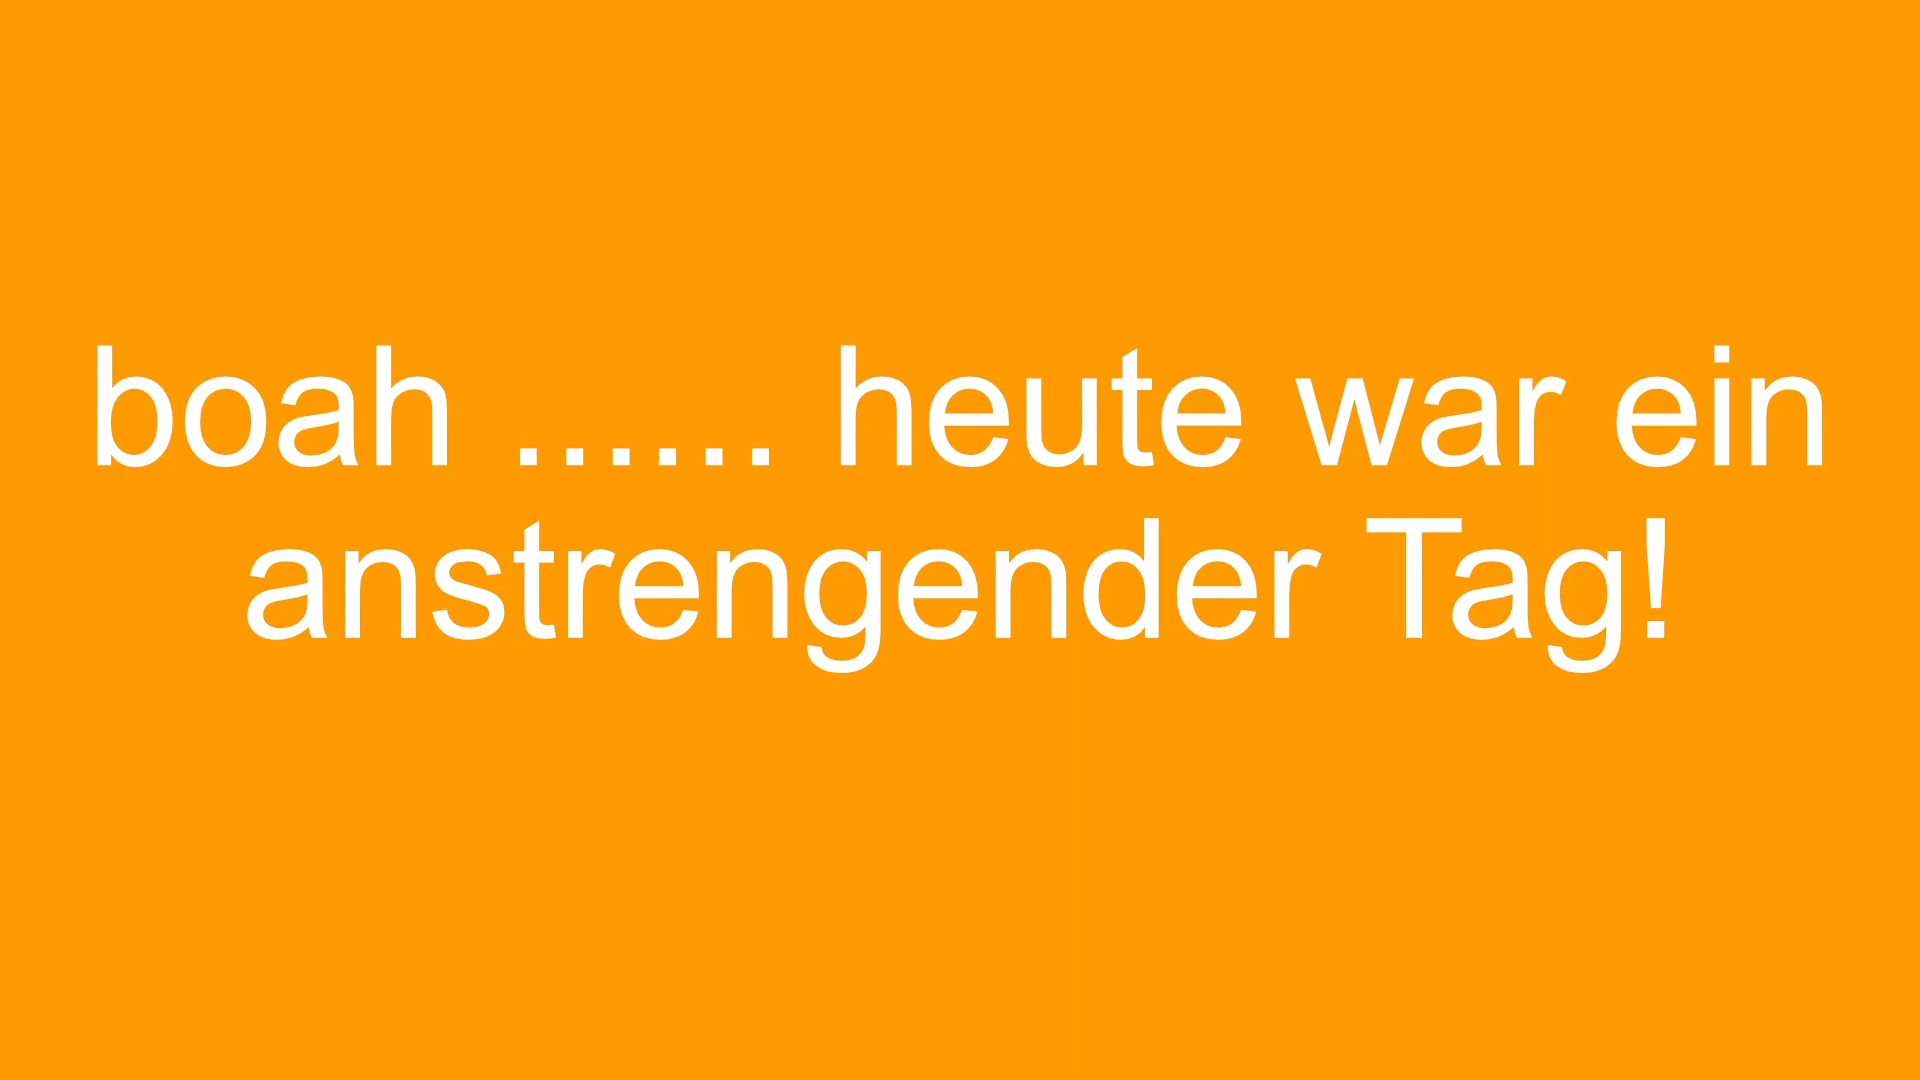 boah ...... heute war ein
anstrengender Tag!